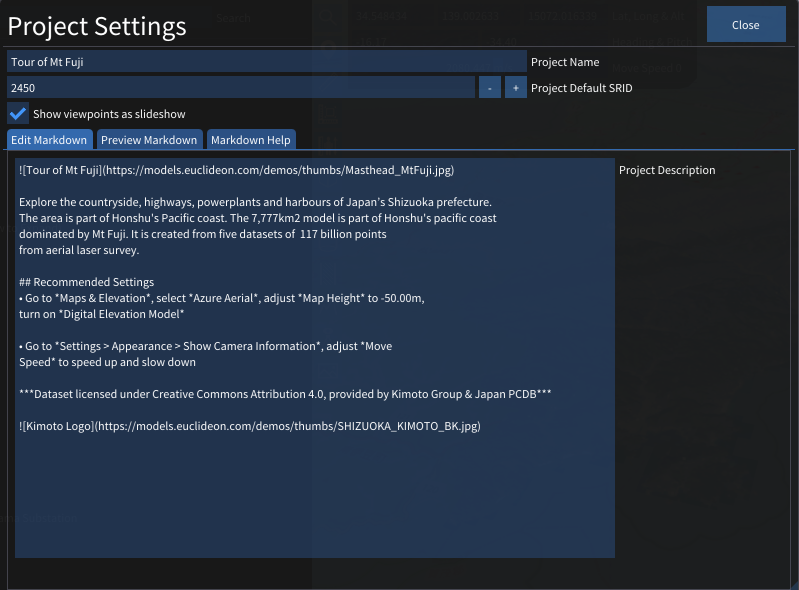 Project Settings
Close
Tour of Mt Fuji
Project Name
2450
- +
Project Default SRID
Show viewpoints as slideshow
Edit Markdown
Preview Markdown
Markdown Help
![Tour of Mt Fuji](https://models.euclideon.com/demos/thumbs/Masthead_MtFuji.jpg)
Project Description
Explore the countryside, highways, powerplants and harbours of Japan's Shizuoka prefecture.
The area is part of Honshu's Pacific coast. The 7,777km2 model is part of Honshu's pacific coast
dominated by Mt Fuji. It is created from five datasets of  117 billion points
from aerial laser survey.
## Recommended Settings
• Go to *Maps & Elevation*, select *Azure Aerial*, adjust *Map Height* to -50.00m,
turn on *Digital Elevation Model*
• Go to *Settings > Appearance > Show Camera Information*, adjust *Move
Speed* to speed up and slow down
***Dataset licensed under Creative Commons Attribution 4.0, provided by Kimoto Group & Japan PCDB***
![Kimoto Logo](https://models.euclideon.com/demos/thumbs/SHIZUOKA_KIMOTO_BK.jpg)